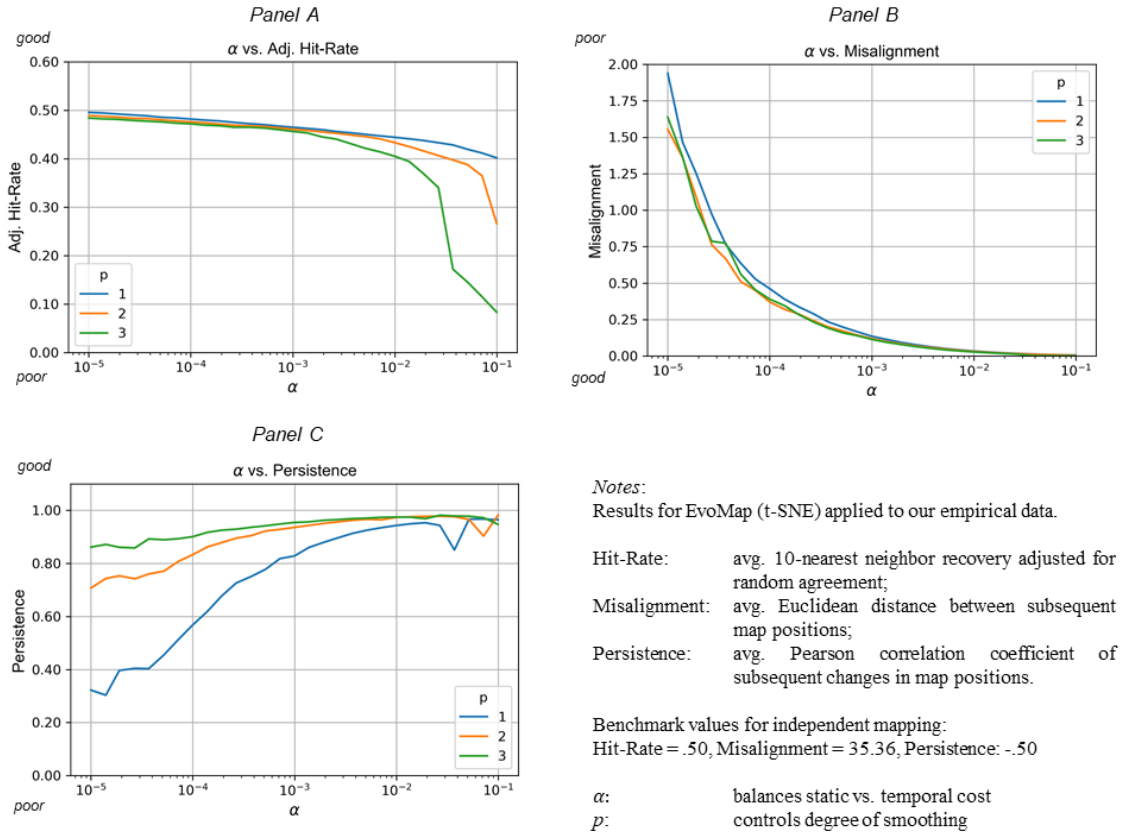 Panel A
good
α vs. Adj. Hit-Rate
0.60
0.50
0.40
0.30
0.20
0.10
0.00
Adj. Hit-Rate
p
1
2
3
10⁻⁵ 10⁻⁴ 10⁻³ 10⁻² 10⁻¹
poor
α
Panel B
poor
α vs. Misalignment
2.00
1.75
1.50
1.25
1.00
0.75
0.50
0.25
0.00
Misalignment
p
1
2
3
10⁻⁵ 10⁻⁴ 10⁻³ 10⁻² 10⁻¹
good
α
Panel C
good
α vs. Persistence
1.00
0.80
0.60
0.40
0.20
0.00
Persistence
p
1
2
3
10⁻⁵ 10⁻⁴ 10⁻³ 10⁻² 10⁻¹
poor
α
Notes:
Results for EvoMap (t-SNE) applied to our empirical data.
Hit-Rate: avg. 10-nearest neighbor recovery adjusted for
random agreement;
Misalignment: avg. Euclidean distance between subsequent
map positions;
Persistence: avg. Pearson correlation coefficient of
subsequent changes in map positions.
Benchmark values for independent mapping:
Hit-Rate = .50, Misalignment = 35.36, Persistence: -.50
α: balances static vs. temporal cost
p: controls degree of smoothing